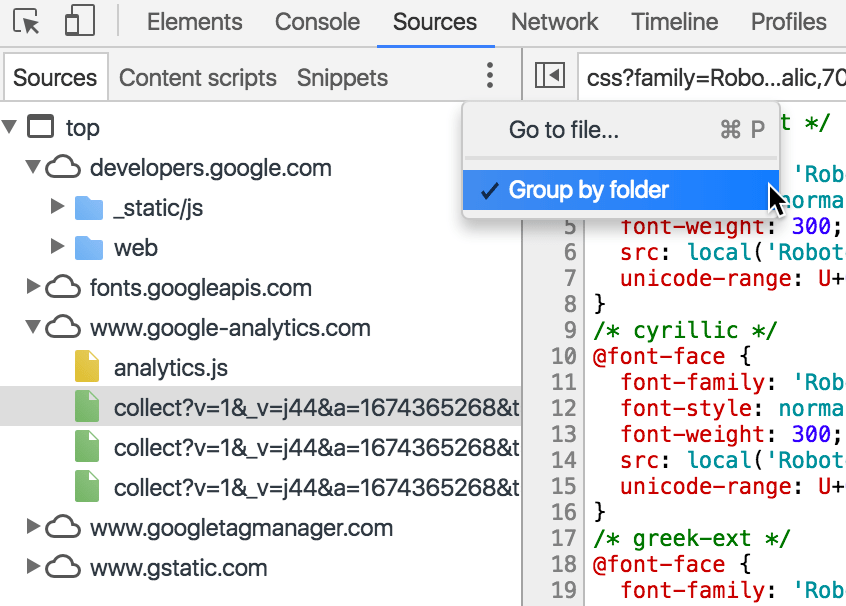 Elements Console Sources Network Timeline Profiles
Sources Content scripts Snippets
css?family=Robo...alic,70
top
developers.google.com
_static/js
web
fonts.googleapis.com
www.google-analytics.com
analytics.js
collect?v=1&_v=j44&a=1674365268&t
collect?v=1&_v=j44&a=1674365268&t
collect?v=1&_v=j44&a=1674365268&t
www.googletagmanager.com
www.gstatic.com
Go to file... ⌘ P
✓ Group by folder
t */
'Rob
norma
5 font-weight: 300;
6 src: local('Robot
7 unicode-range: U+
8 }
9 /* cyrillic */
10 @font-face {
11 font-family: 'Rob
12 font-style: norma
13 font-weight: 300;
14 src: local('Robot
15 unicode-range: U+
16 }
17 /* greek-ext */
18 @font-face {
19 font-family: 'Rob